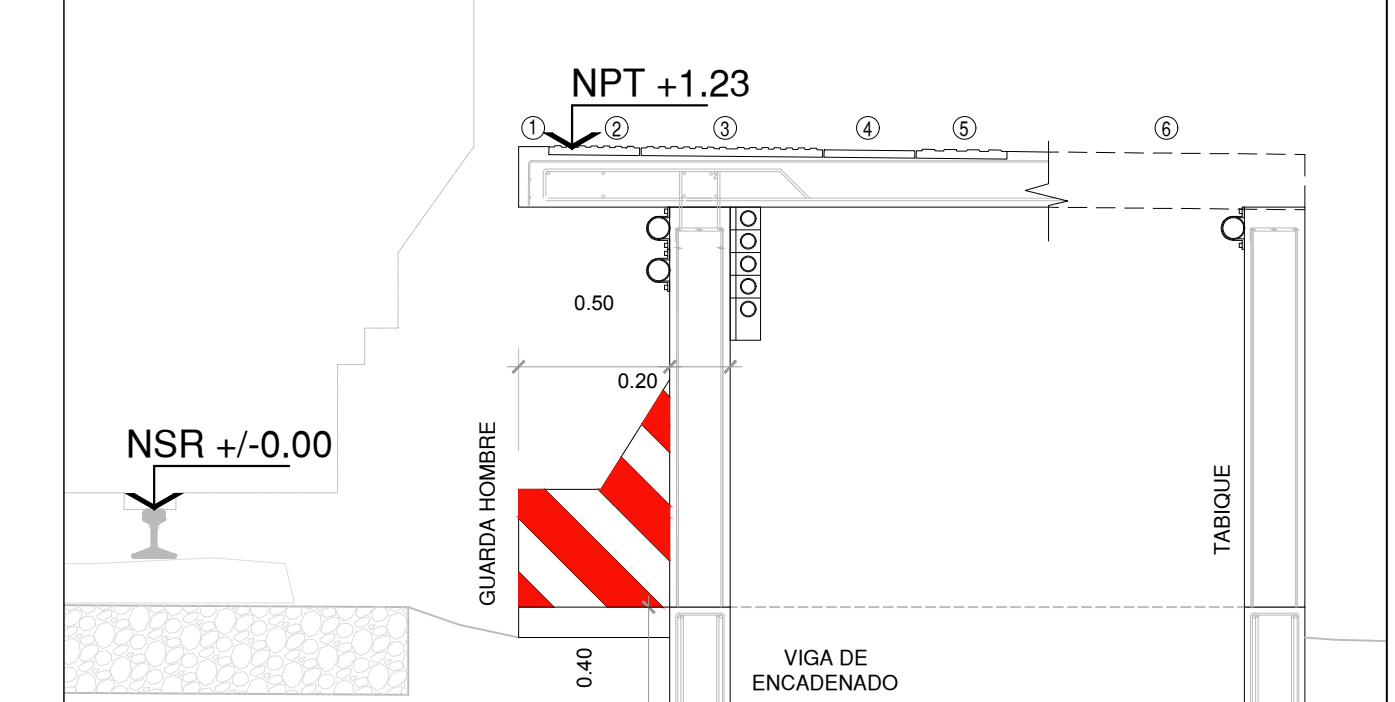 NPT +1.23
1 2 3 4 5 6
0.50
0.20
NSR +/-0.00
GUARDA HOMBRE
TABIQUE
0.40
VIGA DE
ENCADENADO